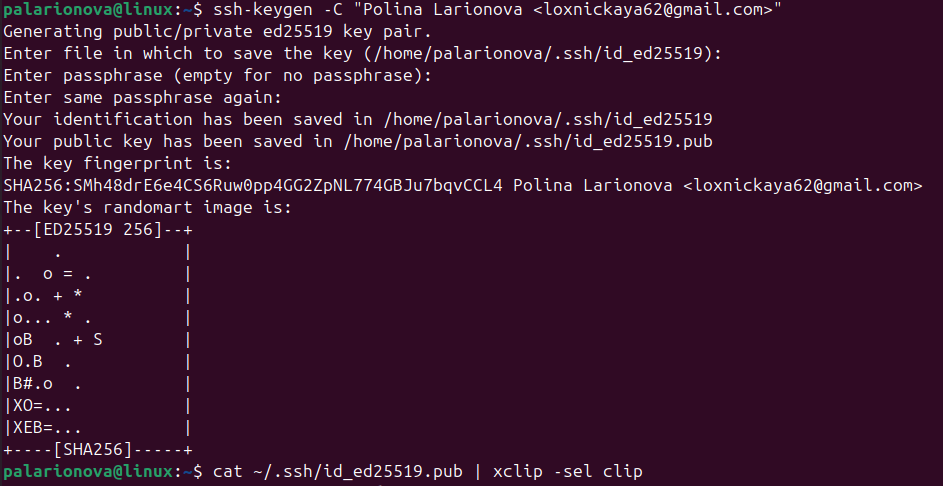 palarionova@linux:~$ ssh-keygen -C "Polina Larionova <loxnickaya62@gmail.com>"
Generating public/private ed25519 key pair.
Enter file in which to save the key (/home/palarionova/.ssh/id_ed25519):
Enter passphrase (empty for no passphrase):
Enter same passphrase again:
Your identification has been saved in /home/palarionova/.ssh/id_ed25519
Your public key has been saved in /home/palarionova/.ssh/id_ed25519.pub
The key fingerprint is:
SHA256:SMh48drE6e4CS6Ruw0pp4GG2ZpNL774GBJu7bqvCCL4 Polina Larionova <loxnickaya62@gmail.com>
The key's randomart image is:
+--[ED25519 256]--+
|    .            |
|.  o = .         |
|.o. + *          |
|o... * .         |
|oB  . + S        |
|O.B  .           |
|B#.o  .          |
|XO=...           |
|XEB=...          |
+----[SHA256]-----+
palarionova@linux:~$ cat ~/.ssh/id_ed25519.pub | xclip -sel clip